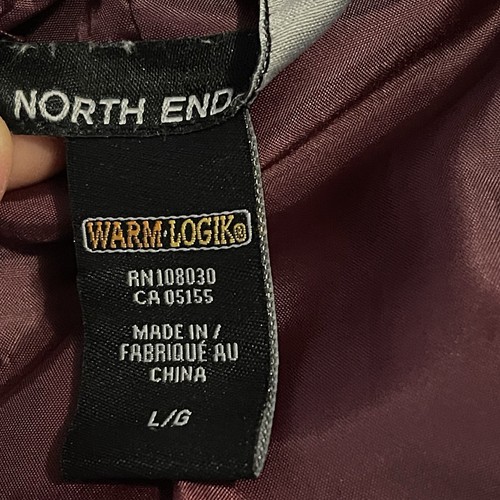 NORTH END®
WARM·LOGIK®
RN108030
CA 05155
MADE IN /
FABRIQUÉ AU
CHINA
L/G